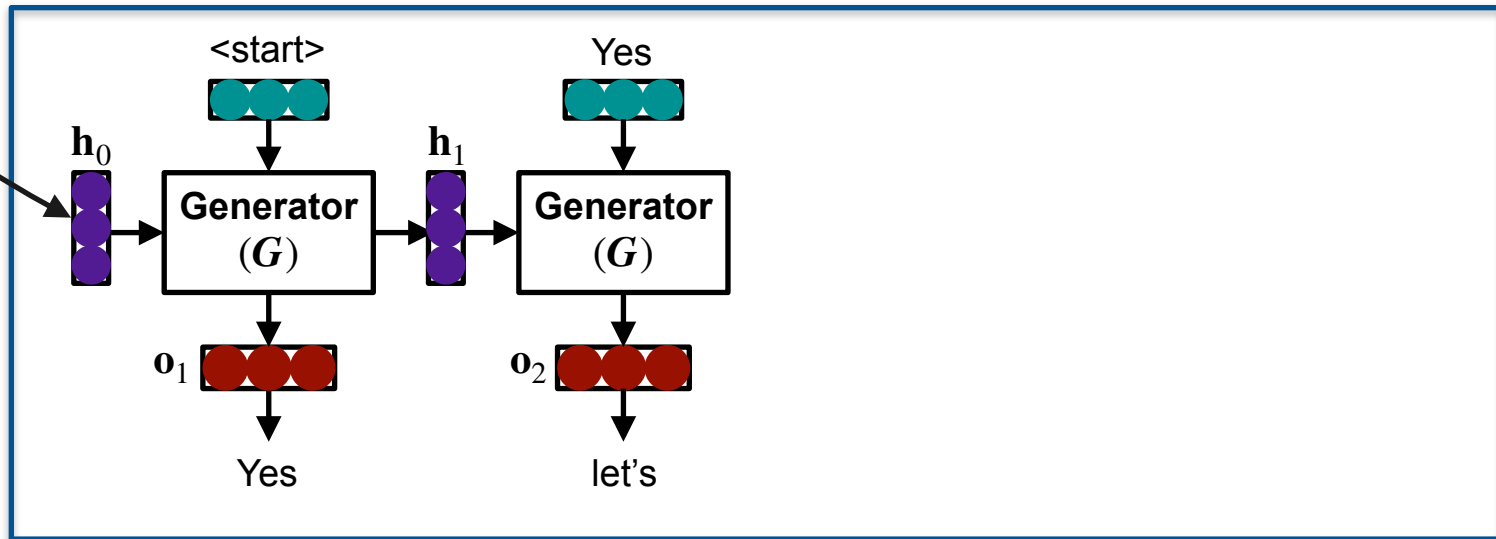 <start> Yes
h₀ h₁
Generator Generator
(G) (G)
o₁ o₂
Yes let's